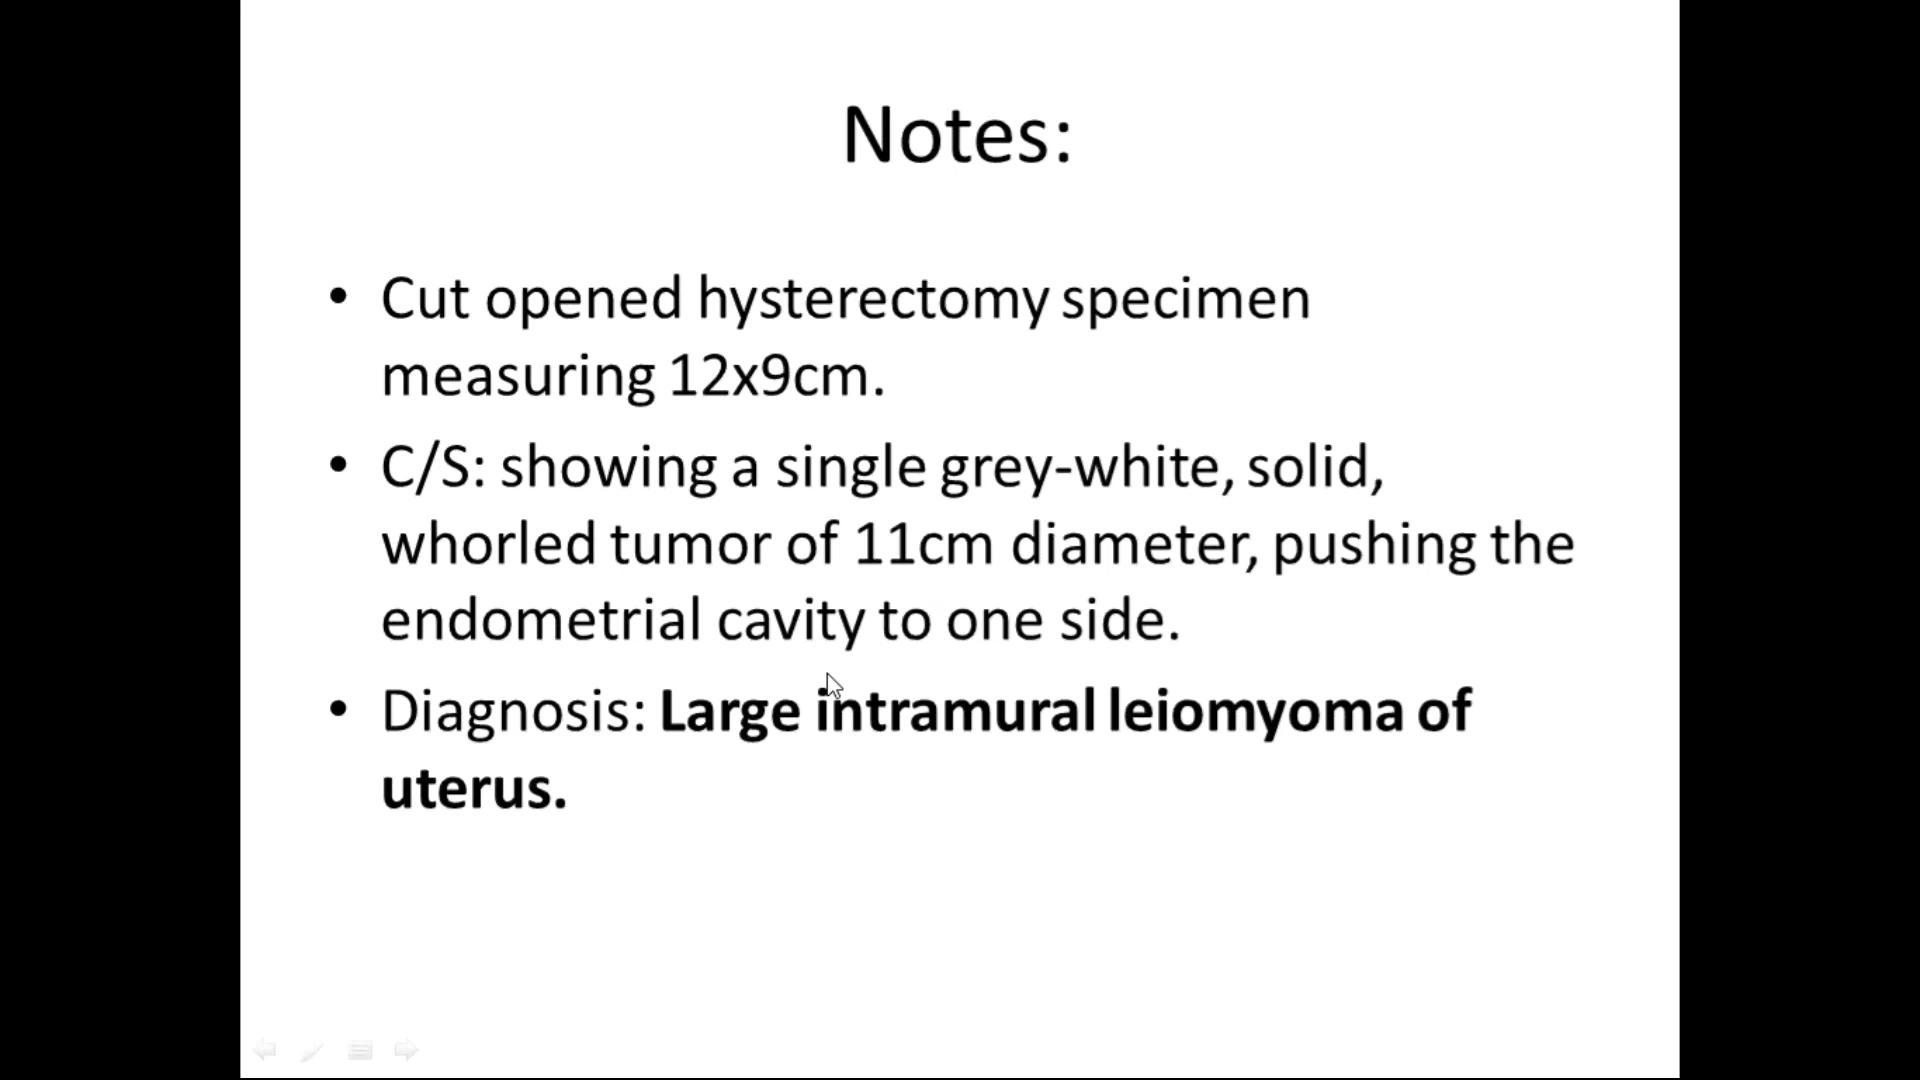 Notes:
• Cut opened hysterectomy specimen
measuring 12x9cm.
• C/S: showing a single grey-white, solid,
whorled tumor of 11cm diameter, pushing the
endometrial cavity to one side.
• Diagnosis: Large intramural leiomyoma of
uterus.